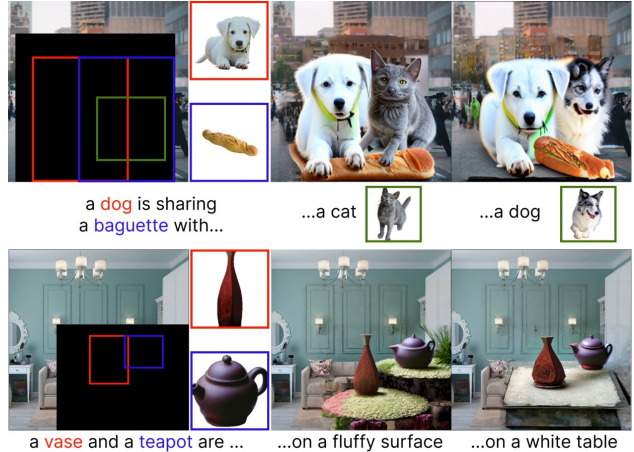 a dog is sharing
a baguette with...
...a cat
...a dog
a vase and a teapot are ...
...on a fluffy surface
...on a white table